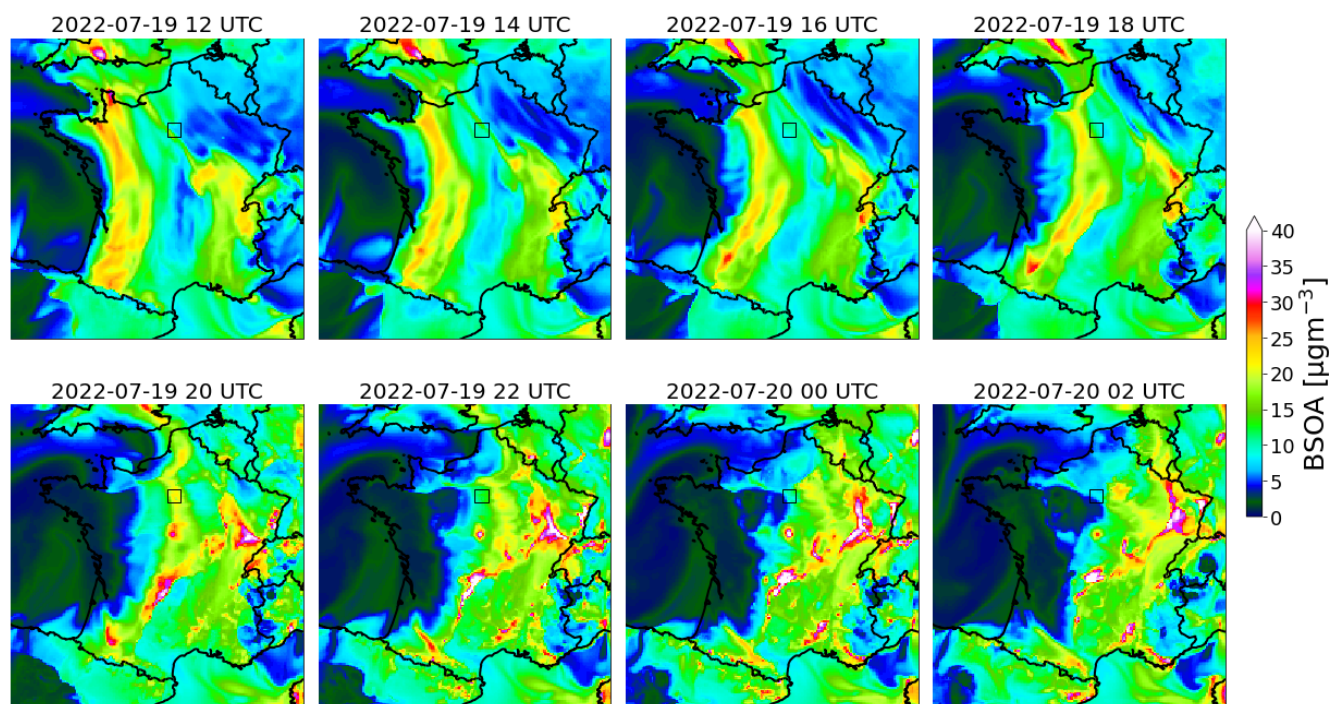 2022-07-19 12 UTC
2022-07-19 14 UTC
2022-07-19 16 UTC
2022-07-19 18 UTC
2022-07-19 20 UTC
2022-07-19 22 UTC
2022-07-20 00 UTC
2022-07-20 02 UTC
40
35
30
25
20
15
10
5
0
BSOA [µgm⁻³]